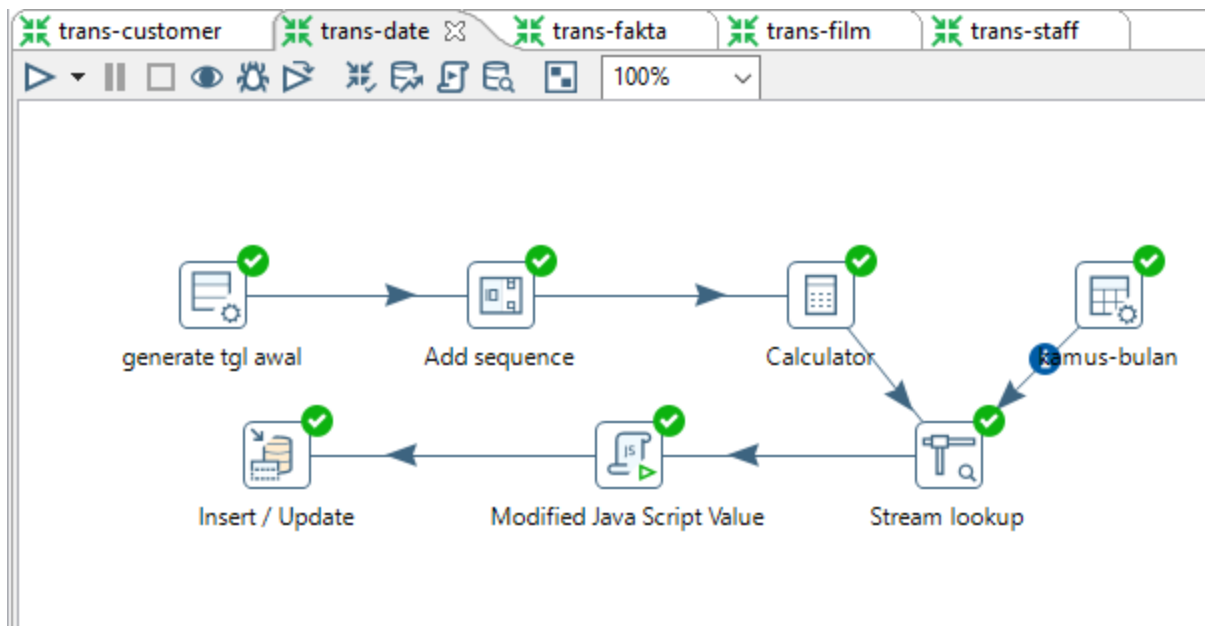 trans-customer
trans-date
trans-fakta
trans-film
trans-staff
100%
generate tgl awal
Add sequence
Calculator
kamus-bulan
Insert / Update
Modified Java Script Value
Stream lookup